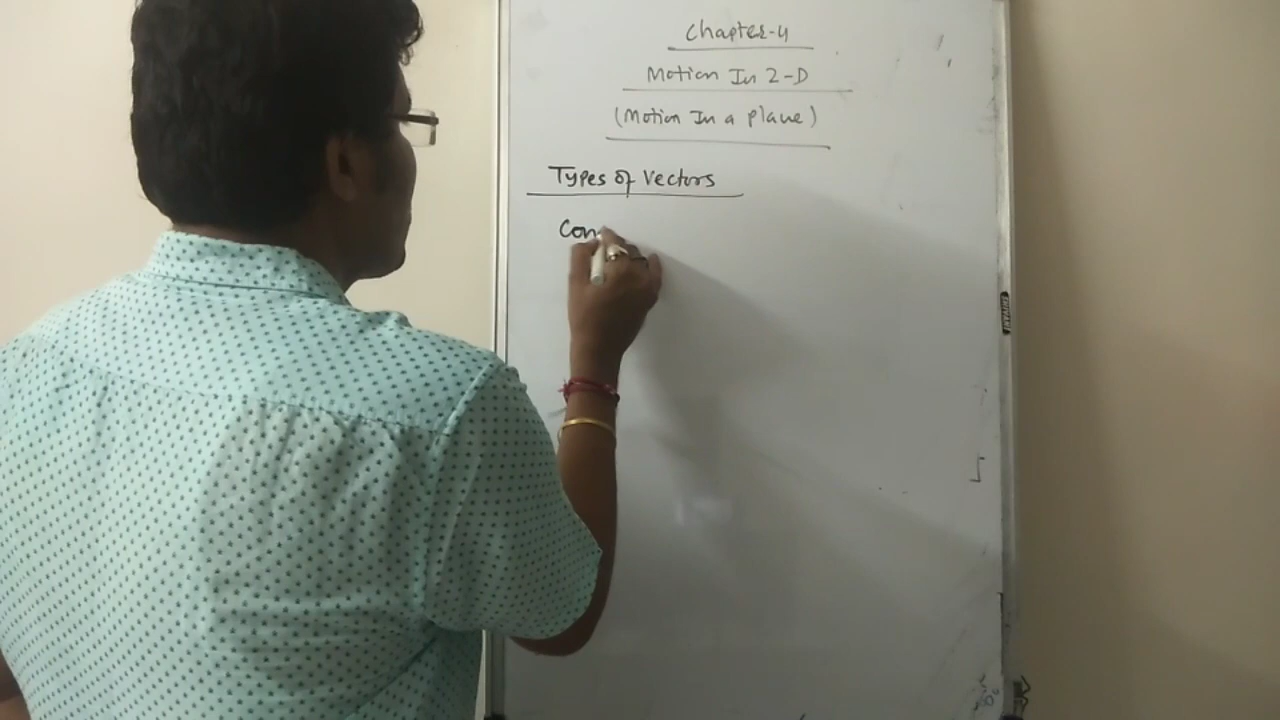 Chapter-4
Motion In 2-D
(Motion In a plane)
Types of Vectors
Con